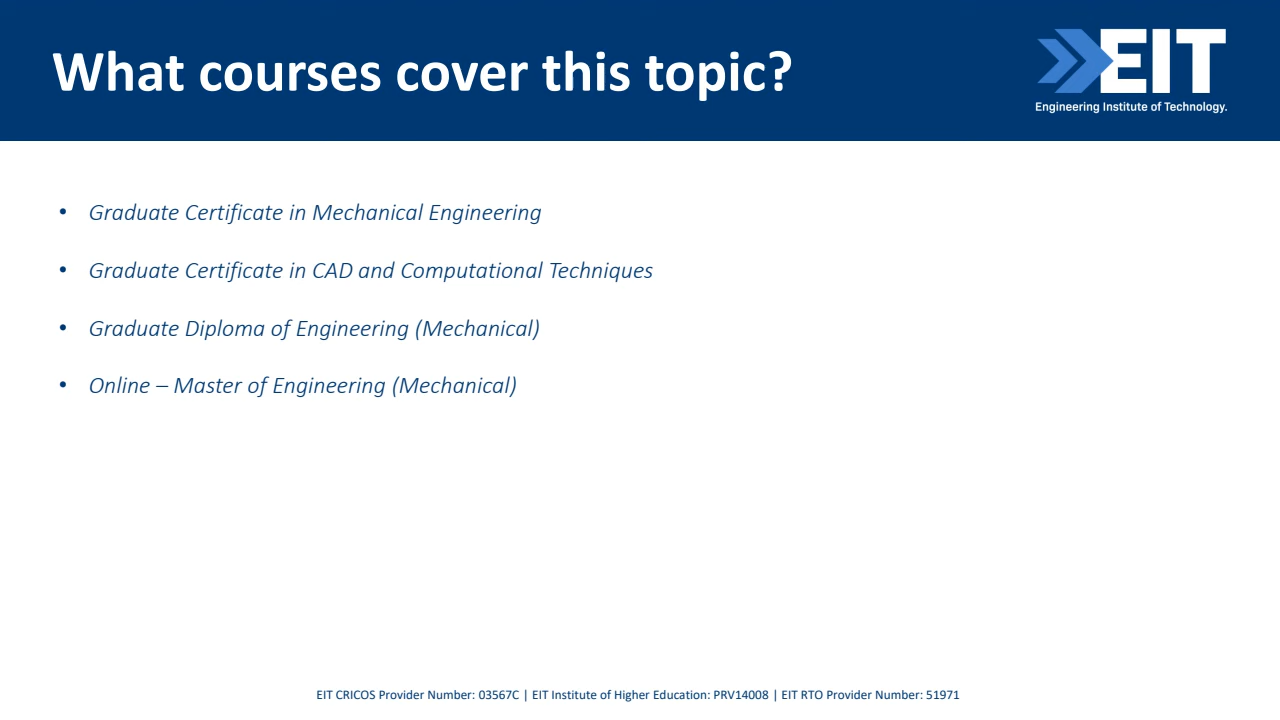 What courses cover this topic?
EIT
Engineering Institute of Technology.
• Graduate Certificate in Mechanical Engineering
• Graduate Certificate in CAD and Computational Techniques
• Graduate Diploma of Engineering (Mechanical)
• Online – Master of Engineering (Mechanical)
EIT CRICOS Provider Number: 03567C | EIT Institute of Higher Education: PRV14008 | EIT RTO Provider Number: 51971